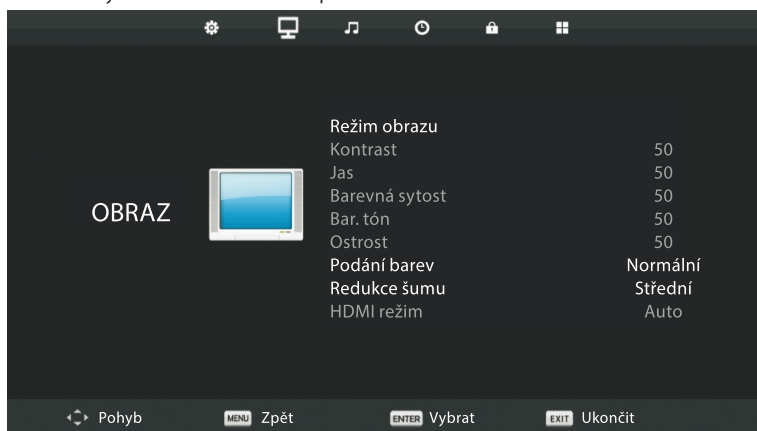 OBRAZ
Režim obrazu
Kontrast 50
Jas 50
Barevná sytost 50
Bar. tón 50
Ostrost 50
Podání barev Normální
Redukce šumu Střední
HDMI režim Auto
Pohyb MENU Zpět ENTER Vybrat EXIT Ukončit